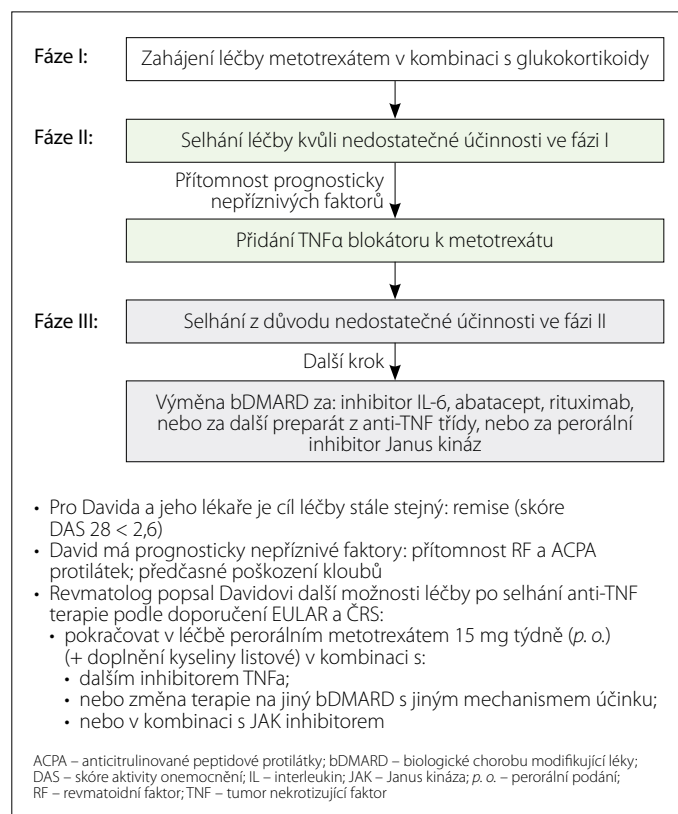 Fáze I:
Zahájení léčby metotrexátem v kombinaci s glukokortikoidy
Fáze II:
Selhání léčby kvůli nedostatečné účinnosti ve fázi I
Přítomnost prognosticky
nepříznivých faktorů
Přidání TNFα blokátoru k metotrexátu
Fáze III:
Selhání z důvodu nedostatečné účinnosti ve fázi II
Další krok
Výměna bDMARD za: inhibitor IL-6, abatacept, rituximab,
nebo za další preparát z anti-TNF třídy, nebo za perorální
inhibitor Janus kináz
• Pro Davida a jeho lékaře je cíl léčby stále stejný: remise (skóre
DAS 28 < 2,6)
• David má prognosticky nepříznivé faktory: přítomnost RF a ACPA
protilátek; předčasné poškození kloubů
• Revmatolog popsal Davidovi další možnosti léčby po selhání anti-TNF
terapie podle doporučení EULAR a ČRS:
• pokračovat v léčbě perorálním metotrexátem 15 mg týdně (p. o.)
(+ doplnění kyseliny listové) v kombinaci s:
• dalším inhibitorem TNFa;
• nebo změna terapie na jiný bDMARD s jiným mechanismem účinku;
• nebo v kombinaci s JAK inhibitorem
ACPA – anticitrulinované peptidové protilátky; bDMARD – biologické chorobu modifikující léky;
DAS – skóre aktivity onemocnění; IL – interleukin; JAK – Janus kináza; p. o. – perorální podání;
RF – revmatoidní faktor; TNF – tumor nekrotizující faktor